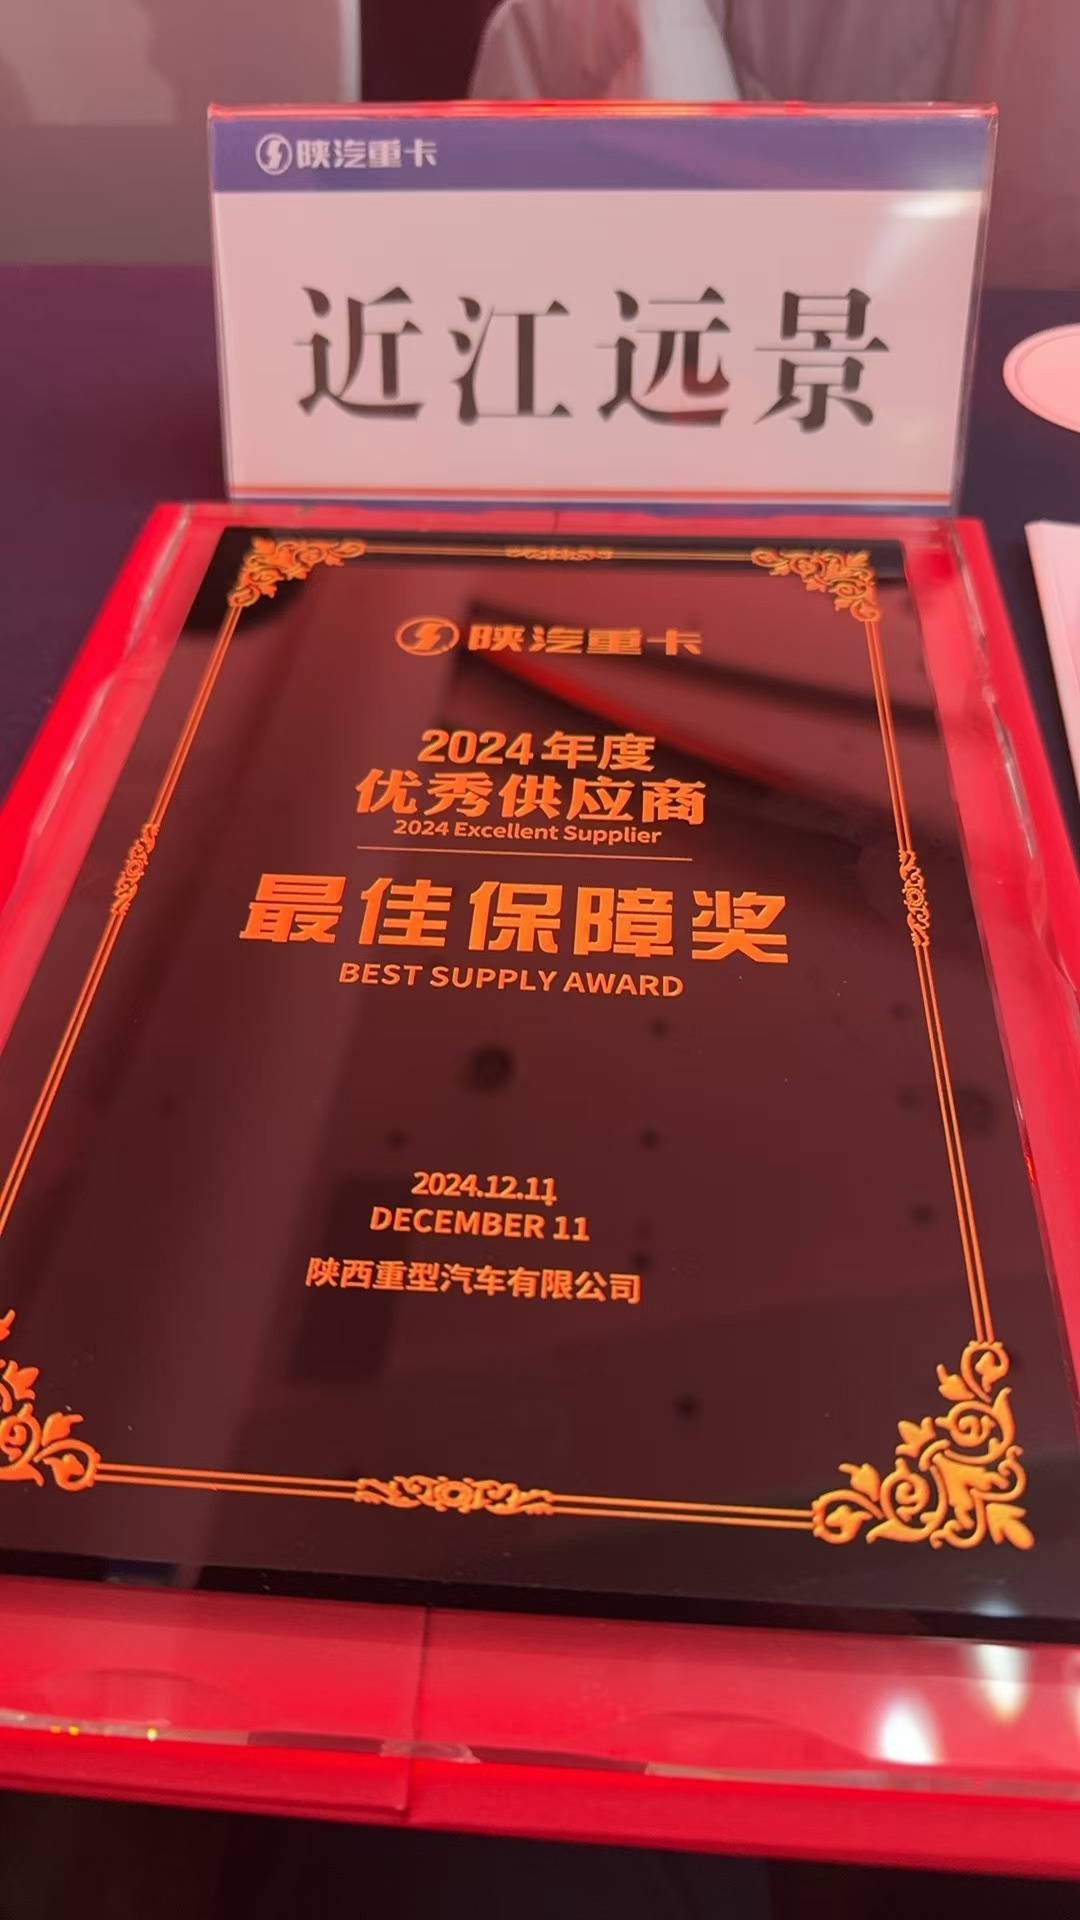 陕汽重卡
近江远景
陕汽重卡
2024年度
优秀供应商
2024 Excellent Supplier
最佳保障奖
BEST SUPPLY AWARD
2024.12.11
DECEMBER 11
陕西重型汽车有限公司